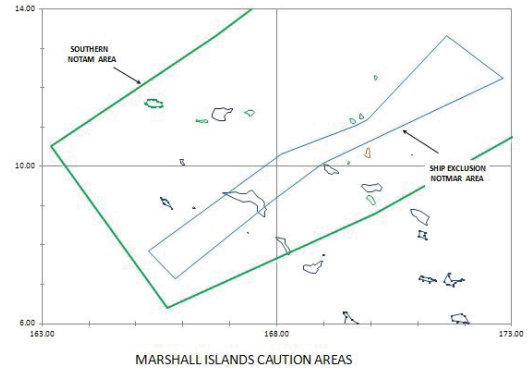 14.00
SOUTHERN
NOTAM AREA
10.00
SHIP EXCLUSION
NOTMAR AREA
6.00
163.00
168.00
173.00
MARSHALL ISLANDS CAUTION AREAS